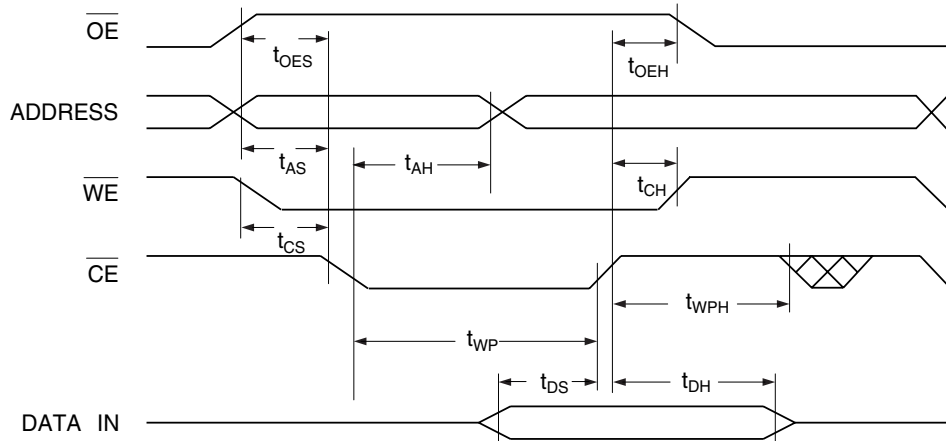 OE
tOES
tOEH
ADDRESS
tAS
tAH
WE
tCH
tCS
CE
tWPH
tWP
tDS
tDH
DATA IN